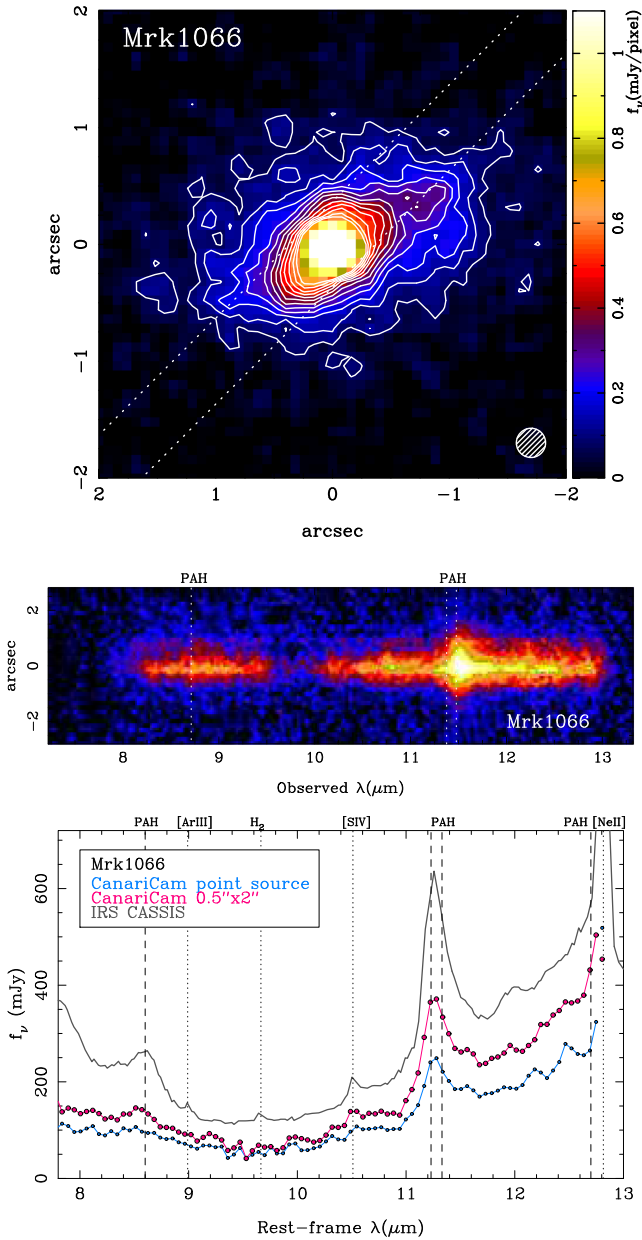 Mrk1066
2
1
0
−1
−2
arcsec
2
1
0
−1
−2
arcsec
0
0.2
0.4
0.6
0.8
1
fν(mJy/pixel)
PAH
PAH
2
0
−2
arcsec
Mrk1066
8
9
10
11
12
13
Observed λ(μm)
PAH
[ArIII]
H2
[SIV]
PAH
PAH [NeII]
Mrk1066
CanariCam point source
CanariCam 0.5″x2″
IRS CASSIS
600
400
200
0
fν (mJy)
8
9
10
11
12
13
Rest−frame λ(μm)